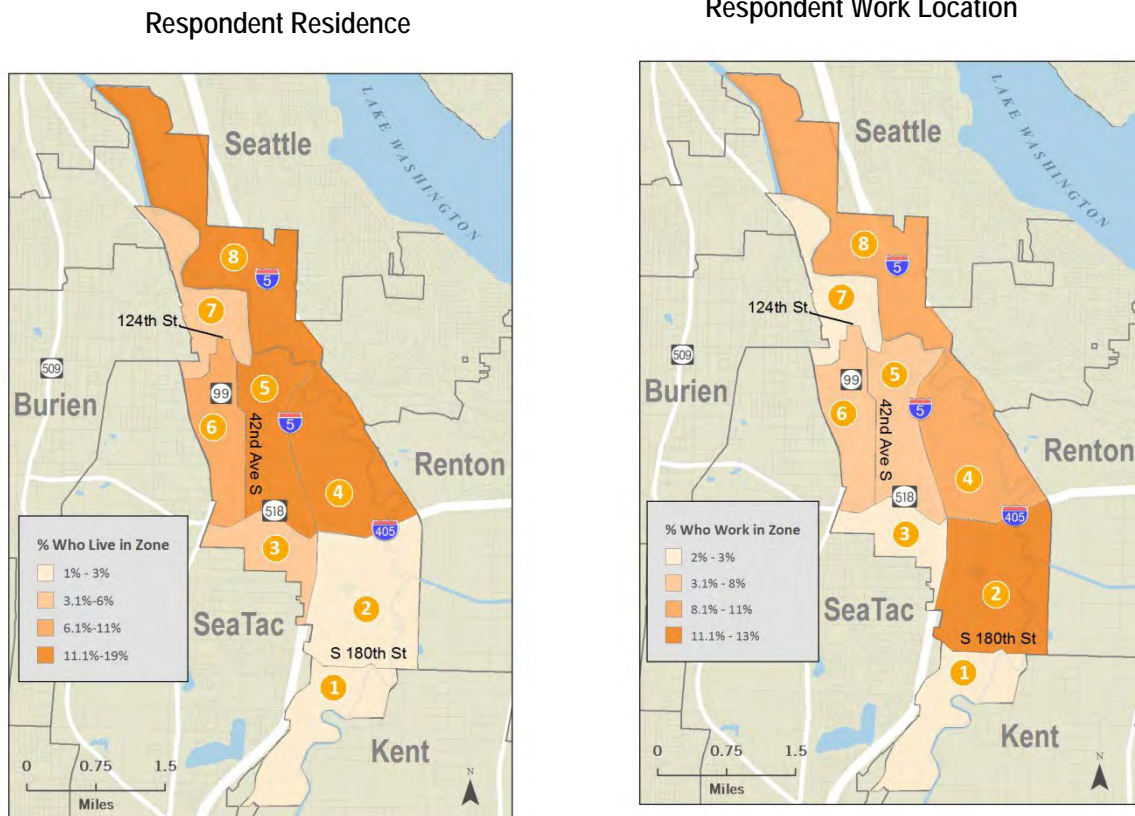 Respondent Residence
Seattle
LAKE WASHINGTON
8
5
7
124th St
509
99
5
Burien
6
42nd Ave S
5
Renton
4
518
405
% Who Live in Zone
1% - 3%
3.1%-6%
6.1%-11%
11.1%-19%
3
2
SeaTac
S 180th St
1
Kent
0 0.75 1.5
Miles
N
Respondent Work Location
Seattle
LAKE WASHINGTON
8
5
7
124th St
509
99
5
Burien
6
42nd Ave S
5
Renton
4
518
405
% Who Work in Zone
2% - 3%
3.1% - 8%
8.1% - 11%
11.1% - 13%
3
2
SeaTac
S 180th St
1
Kent
0 0.75 1.5
Miles
N